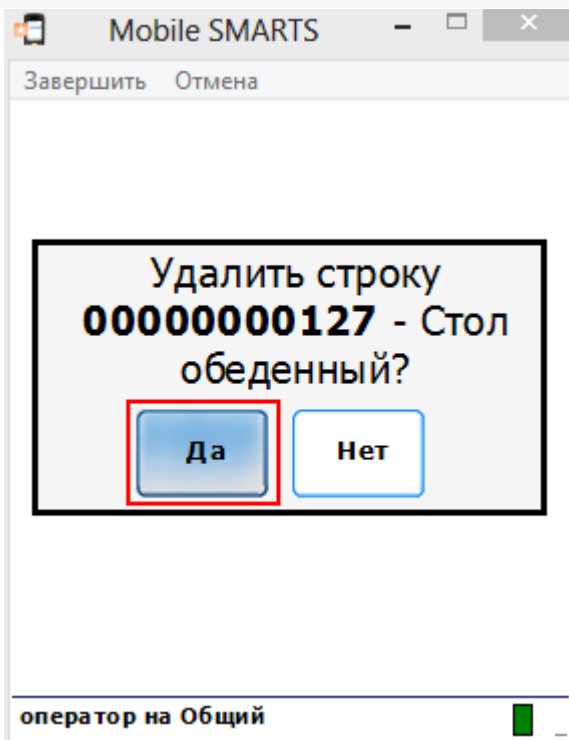 Mobile SMARTS
Завершить Отмена
Удалить строку
00000000127 - Стол
обеденный?
Да Нет
оператор на Общий